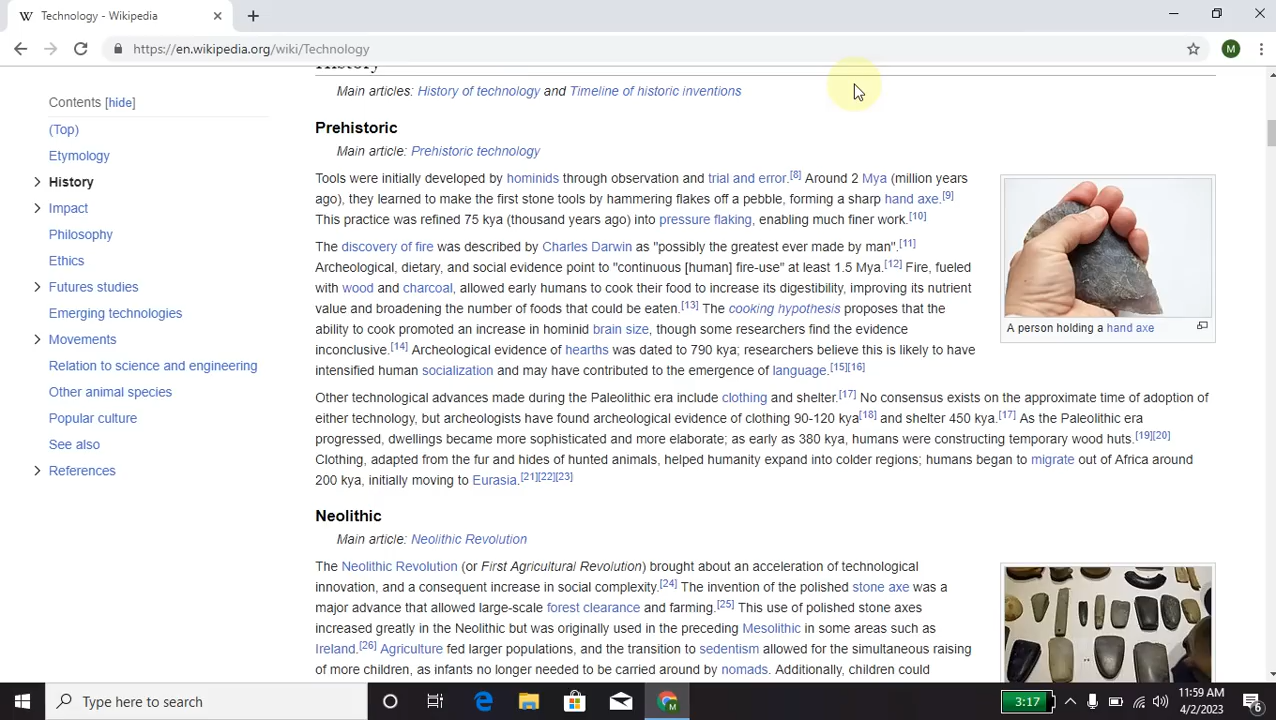 Technology - Wikipedia
https://en.wikipedia.org/wiki/Technology
M
Contents [hide]
(Top)
Etymology
History
Impact
Philosophy
Ethics
Futures studies
Emerging technologies
Movements
Relation to science and engineering
Other animal species
Popular culture
See also
References
History
Main articles: History of technology and Timeline of historic inventions
Prehistoric
Main article: Prehistoric technology
Tools were initially developed by hominids through observation and trial and error.[8] Around 2 Mya (million years
ago), they learned to make the first stone tools by hammering flakes off a pebble, forming a sharp hand axe.[9]
This practice was refined 75 kya (thousand years ago) into pressure flaking, enabling much finer work.[10]
The discovery of fire was described by Charles Darwin as "possibly the greatest ever made by man".[11]
Archeological, dietary, and social evidence point to "continuous [human] fire-use" at least 1.5 Mya.[12] Fire, fueled
with wood and charcoal, allowed early humans to cook their food to increase its digestibility, improving its nutrient
value and broadening the number of foods that could be eaten.[13] The cooking hypothesis proposes that the
ability to cook promoted an increase in hominid brain size, though some researchers find the evidence
inconclusive.[14] Archeological evidence of hearths was dated to 790 kya; researchers believe this is likely to have
intensified human socialization and may have contributed to the emergence of language.[15][16]
A person holding a hand axe
Other technological advances made during the Paleolithic era include clothing and shelter.[17] No consensus exists on the approximate time of adoption of
either technology, but archeologists have found archeological evidence of clothing 90-120 kya[18] and shelter 450 kya.[17] As the Paleolithic era
progressed, dwellings became more sophisticated and more elaborate; as early as 380 kya, humans were constructing temporary wood huts.[19][20]
Clothing, adapted from the fur and hides of hunted animals, helped humanity expand into colder regions; humans began to migrate out of Africa around
200 kya, initially moving to Eurasia.[21][22][23]
Neolithic
Main article: Neolithic Revolution
The Neolithic Revolution (or First Agricultural Revolution) brought about an acceleration of technological
innovation, and a consequent increase in social complexity.[24] The invention of the polished stone axe was a
major advance that allowed large-scale forest clearance and farming.[25] This use of polished stone axes
increased greatly in the Neolithic but was originally used in the preceding Mesolithic in some areas such as
Ireland.[26] Agriculture fed larger populations, and the transition to sedentism allowed for the simultaneous raising
of more children, as infants no longer needed to be carried around by nomads. Additionally, children could
Type here to search
3:17
11:59 AM
4/2/2023
6